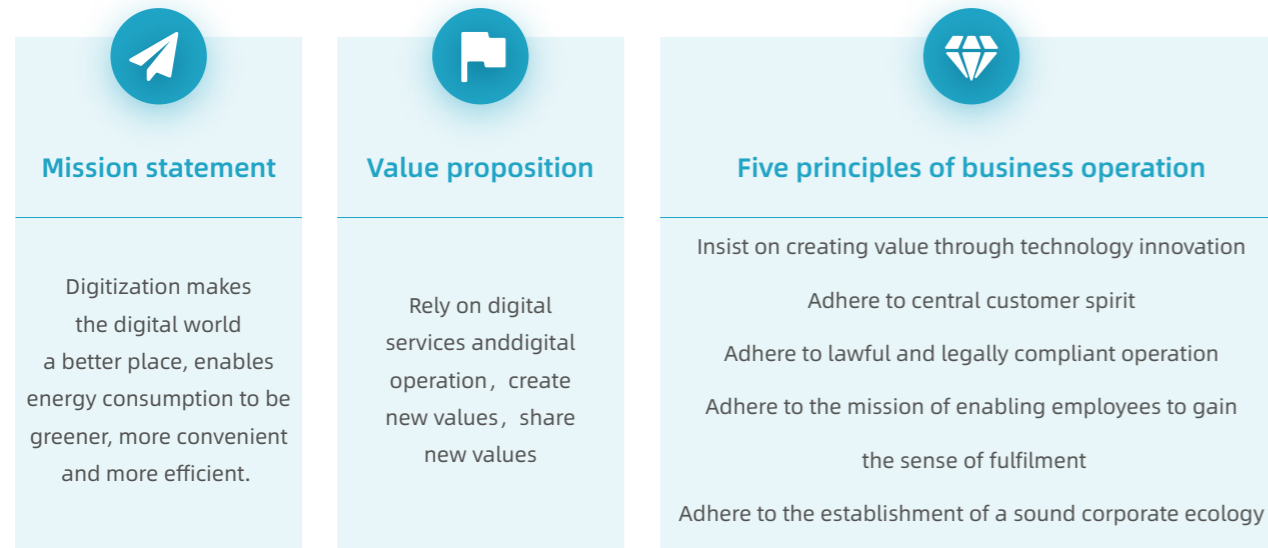 Mission statement
Digitization makes
the digital world
a better place, enables
energy consumption to be
greener, more convenient
and more efficient.
Value proposition
Rely on digital
services anddigital
operation，create
new values，share
new values
Five principles of business operation
Insist on creating value through technology innovation
Adhere to central customer spirit
Adhere to lawful and legally compliant operation
Adhere to the mission of enabling employees to gain
the sense of fulfilment
Adhere to the establishment of a sound corporate ecology